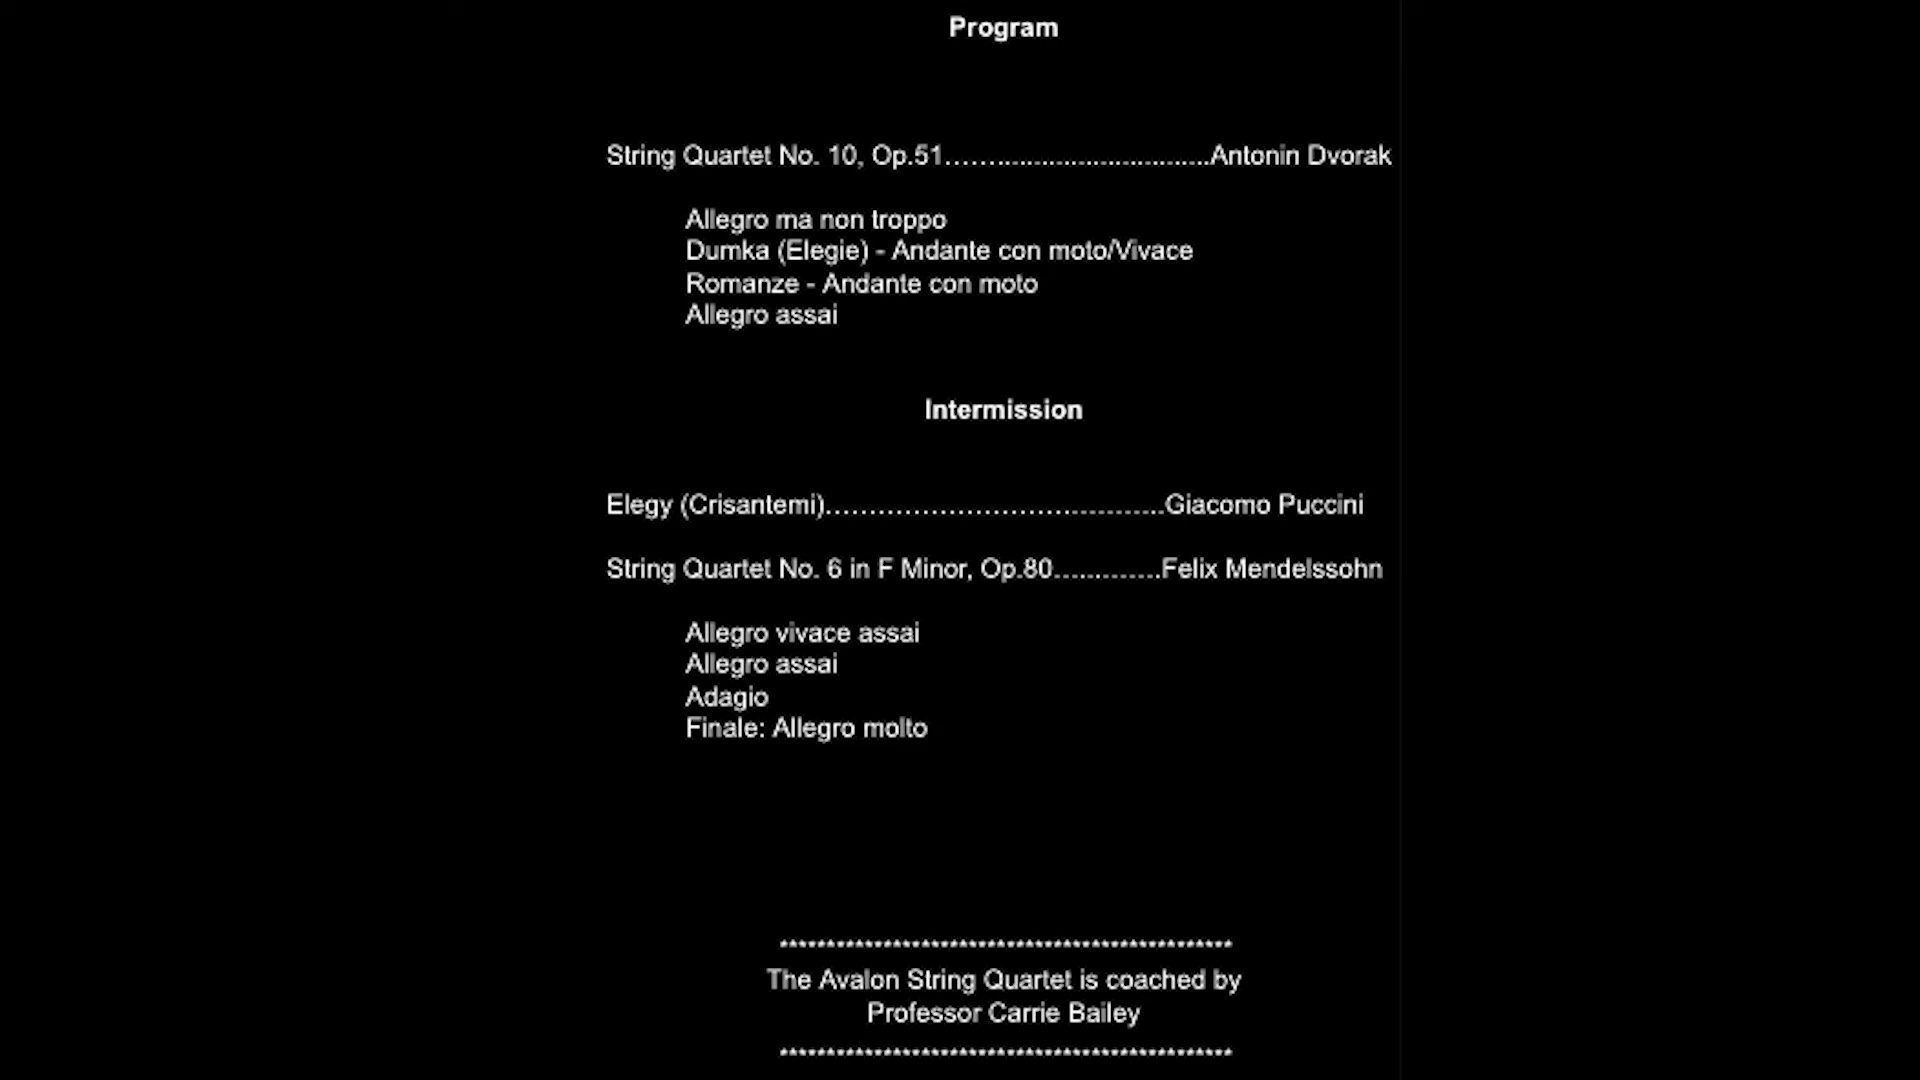 Program
String Quartet No. 10, Op.51…….............................Antonin Dvorak
Allegro ma non troppo
Dumka (Elegie) - Andante con moto/Vivace
Romanze - Andante con moto
Allegro assai
Intermission
Elegy (Crisantemi)……………………….............Giacomo Puccini
String Quartet No. 6 in F Minor, Op.80…...........Felix Mendelssohn
Allegro vivace assai
Allegro assai
Adagio
Finale: Allegro molto
************************************************
The Avalon String Quartet is coached by
Professor Carrie Bailey
************************************************